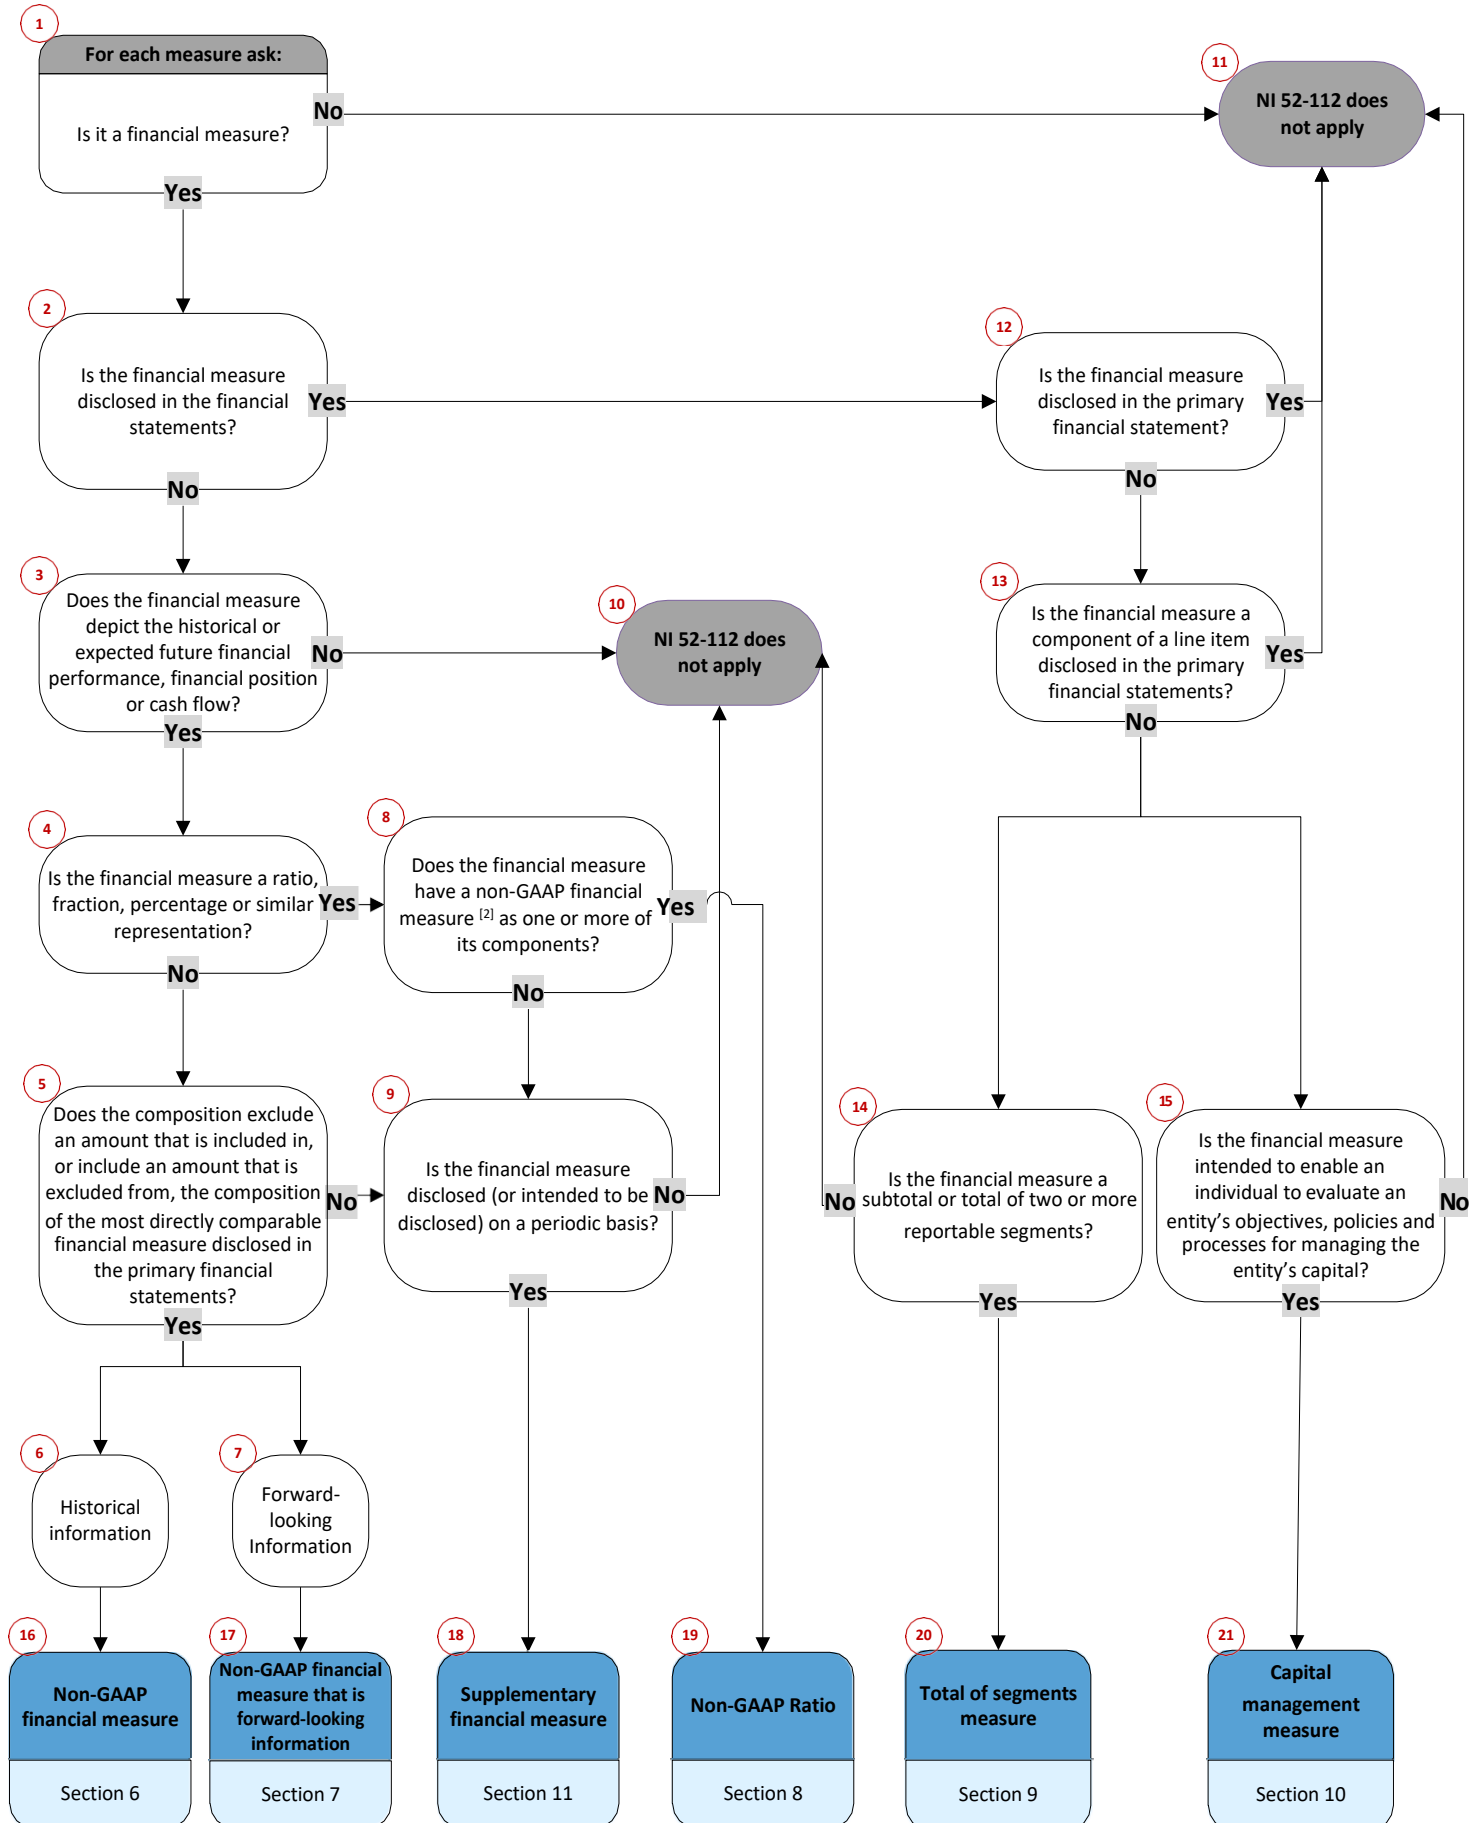 1
For each measure ask:
Is it a financial measure?
No
Yes
11
NI 52-112 does
not apply
2
Is the financial measure
disclosed in the financial
statements?
Yes
No
12
Is the financial measure
disclosed in the primary
financial statement?
Yes
No
3
Does the financial measure
depict the historical or
expected future financial
performance, financial position
or cash flow?
No
Yes
10
NI 52-112 does
not apply
13
Is the financial measure a
component of a line item
disclosed in the primary
financial statements?
Yes
No
4
Is the financial measure a ratio,
fraction, percentage or similar
representation?
Yes
No
8
Does the financial measure
have a non-GAAP financial
measure [2] as one or more of
its components?
Yes
No
5
Does the composition exclude
an amount that is included in,
or include an amount that is
excluded from, the composition
of the most directly comparable
financial measure disclosed in
the primary financial
statements?
No
Yes
9
Is the financial measure
disclosed (or intended to be
disclosed) on a periodic basis?
No
Yes
14
Is the financial measure a
subtotal or total of two or more
reportable segments?
No
Yes
15
Is the financial measure
intended to enable an
individual to evaluate an
entity’s objectives, policies and
processes for managing the
entity’s capital?
No
Yes
6
Historical
information
7
Forward-
looking
Information
16
Non-GAAP
financial measure
Section 6
17
Non-GAAP financial
measure that is
forward-looking
information
Section 7
18
Supplementary
financial measure
Section 11
19
Non-GAAP Ratio
Section 8
20
Total of segments
measure
Section 9
21
Capital
management
measure
Section 10